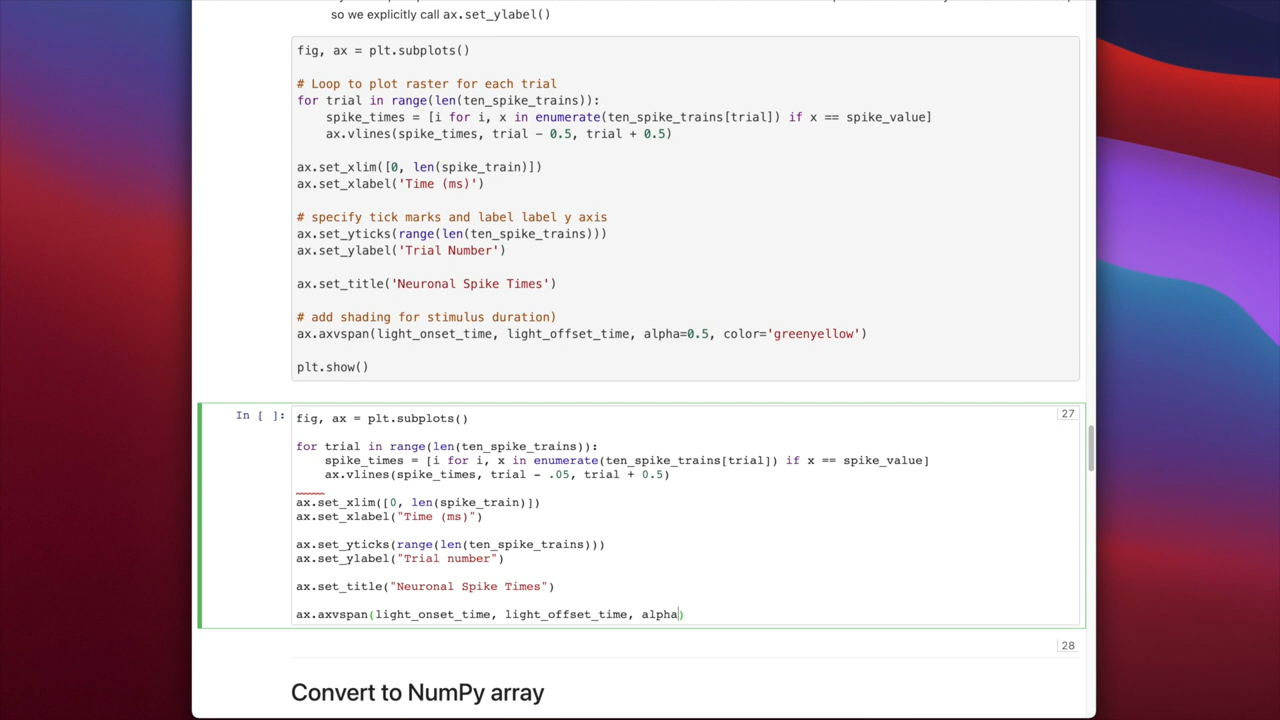 so we explicitly call ax.set_ylabel()
fig, ax = plt.subplots()
# Loop to plot raster for each trial
for trial in range(len(ten_spike_trains)):
spike_times = [i for i, x in enumerate(ten_spike_trains[trial]) if x == spike_value]
ax.vlines(spike_times, trial - 0.5, trial + 0.5)
ax.set_xlim([0, len(spike_train)])
ax.set_xlabel('Time (ms)')
# specify tick marks and label label y axis
ax.set_yticks(range(len(ten_spike_trains)))
ax.set_ylabel('Trial Number')
ax.set_title('Neuronal Spike Times')
# add shading for stimulus duration)
ax.axvspan(light_onset_time, light_offset_time, alpha=0.5, color='greenyellow')
plt.show()
In [ ]:
27
fig, ax = plt.subplots()
for trial in range(len(ten_spike_trains)):
spike_times = [i for i, x in enumerate(ten_spike_trains[trial]) if x == spike_value]
ax.vlines(spike_times, trial - .05, trial + 0.5)
ax.set_xlim([0, len(spike_train)])
ax.set_xlabel("Time (ms)")
ax.set_yticks(range(len(ten_spike_trains)))
ax.set_ylabel("Trial number")
ax.set_title("Neuronal Spike Times")
ax.axvspan(light_onset_time, light_offset_time, alpha)
28
Convert to NumPy array